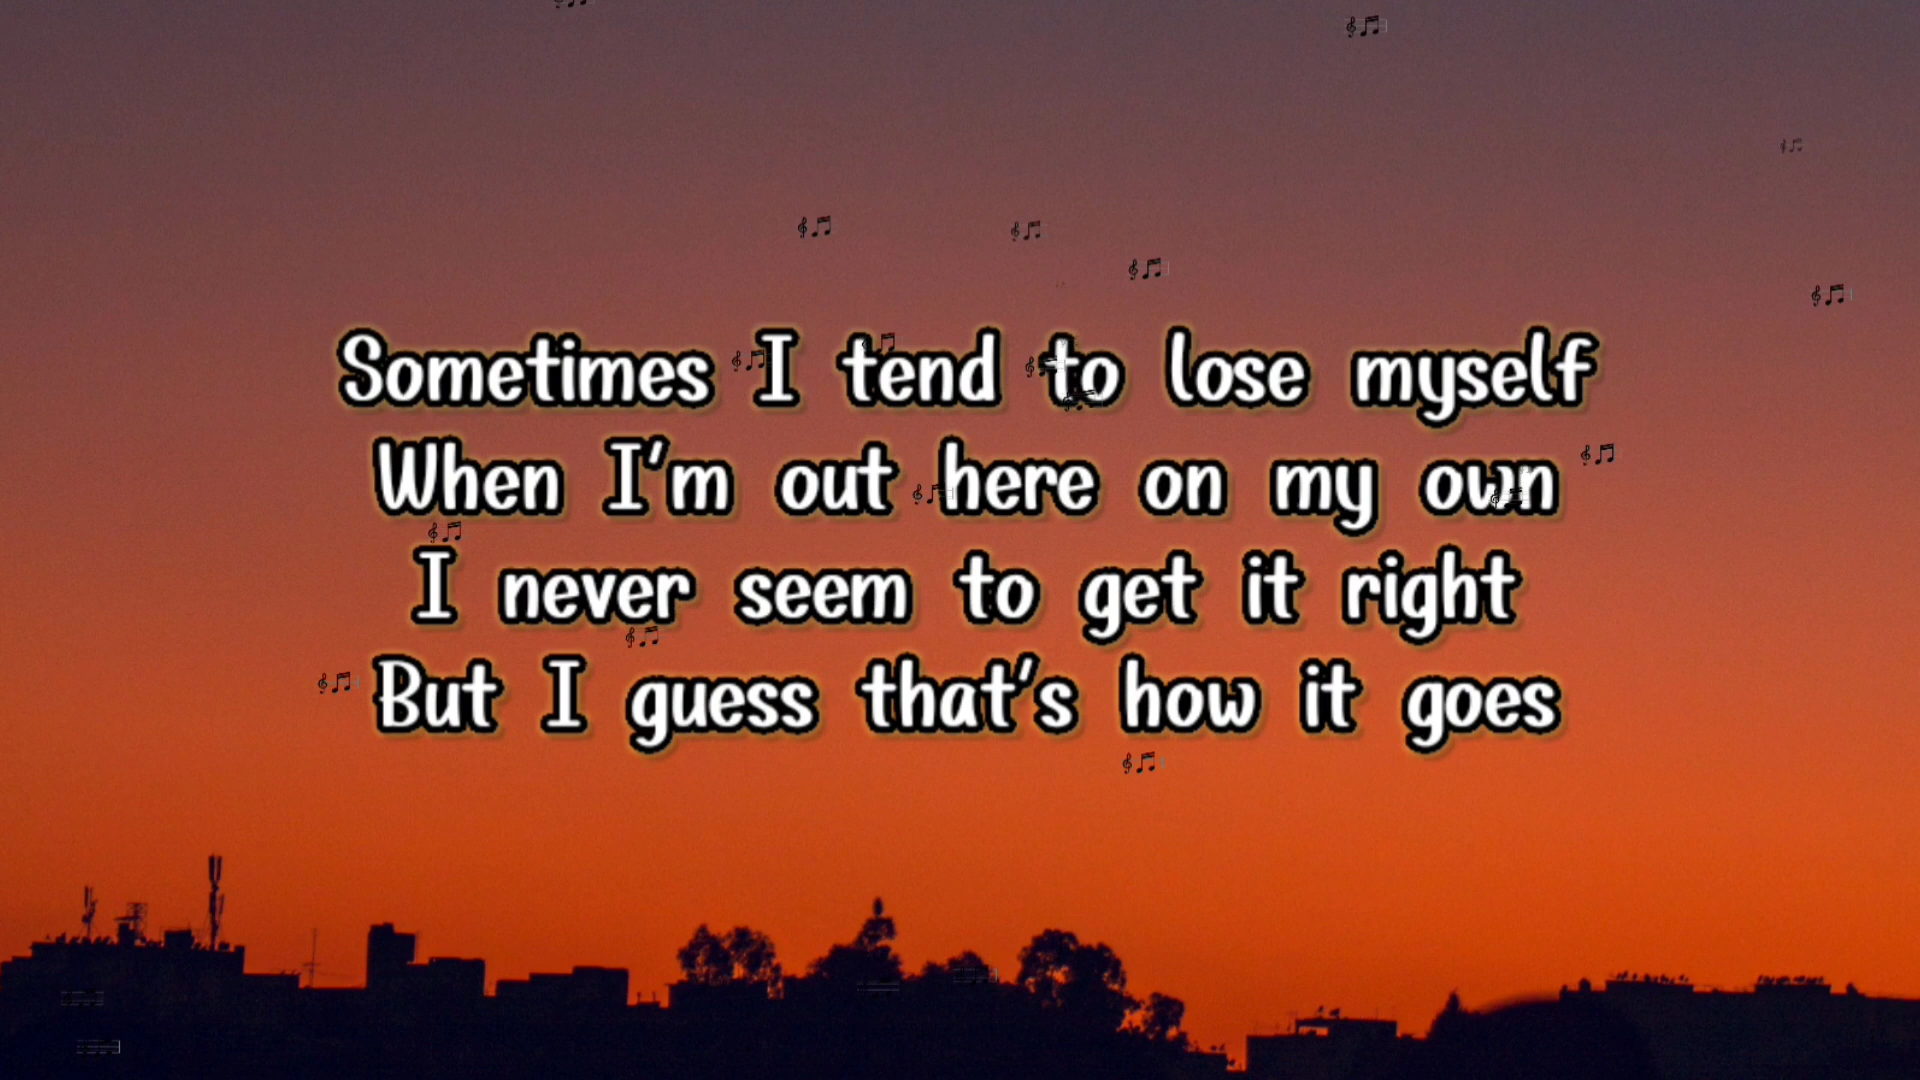 Sometimes I tend to lose myself
When I'm out here on my own
I never seem to get it right
But I guess that's how it goes